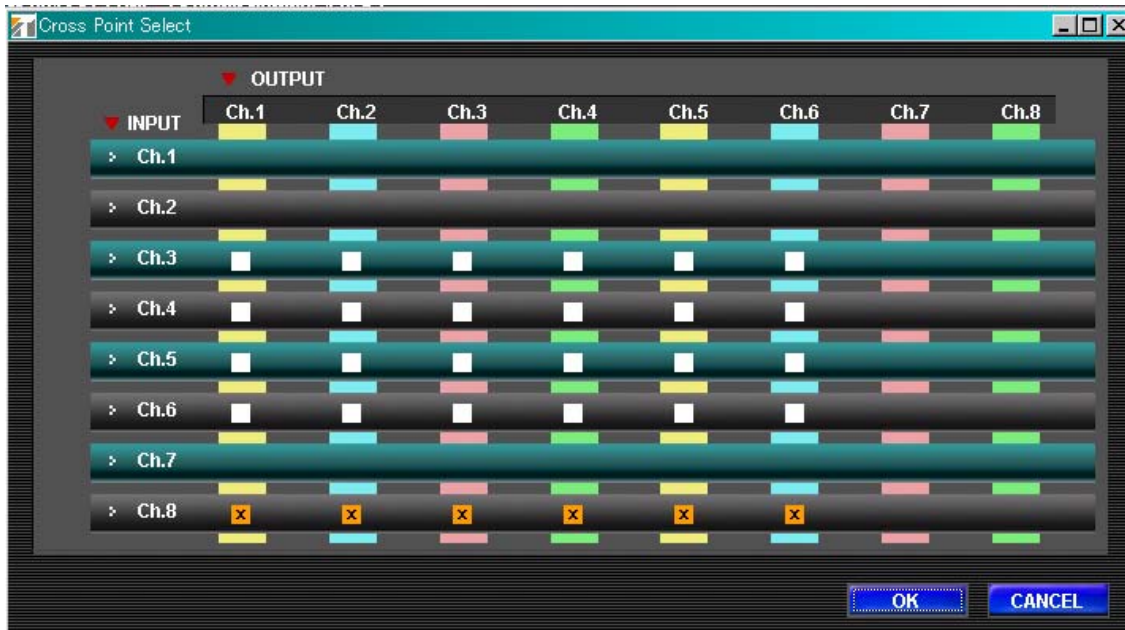 Cross Point Select
OUTPUT
INPUT Ch.1 Ch.2 Ch.3 Ch.4 Ch.5 Ch.6 Ch.7 Ch.8
Ch.1
Ch.2
Ch.3
Ch.4
Ch.5
Ch.6
Ch.7
Ch.8 x x x x x x
OK CANCEL